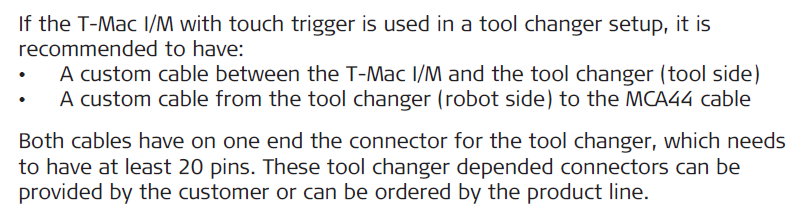 If the T-Mac I/M with touch trigger is used in a tool changer setup, it is
recommended to have:
• A custom cable between the T-Mac I/M and the tool changer (tool side)
• A custom cable from the tool changer (robot side) to the MCA44 cable
Both cables have on one end the connector for the tool changer, which needs
to have at least 20 pins. These tool changer depended connectors can be
provided by the customer or can be ordered by the product line.